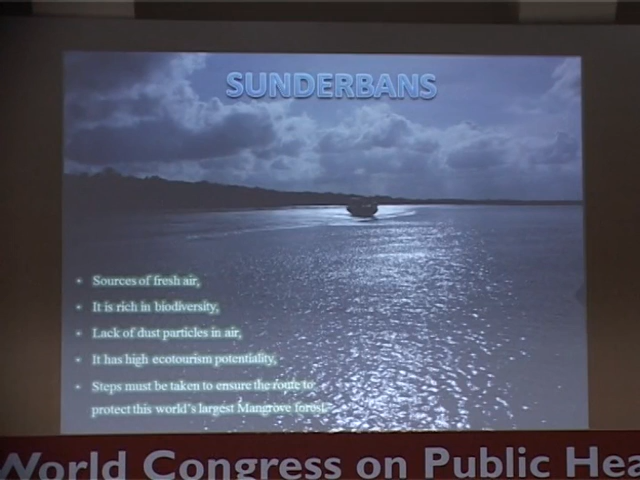 SUNDERBANS
• Sources of fresh air,
• It is rich in biodiversity,
• Lack of dust particles in air,
• It has high ecotourism potentiality,
• Steps must be taken to ensure the route to
protect this world's largest Mangrove forest.
World Congress on Public Hea